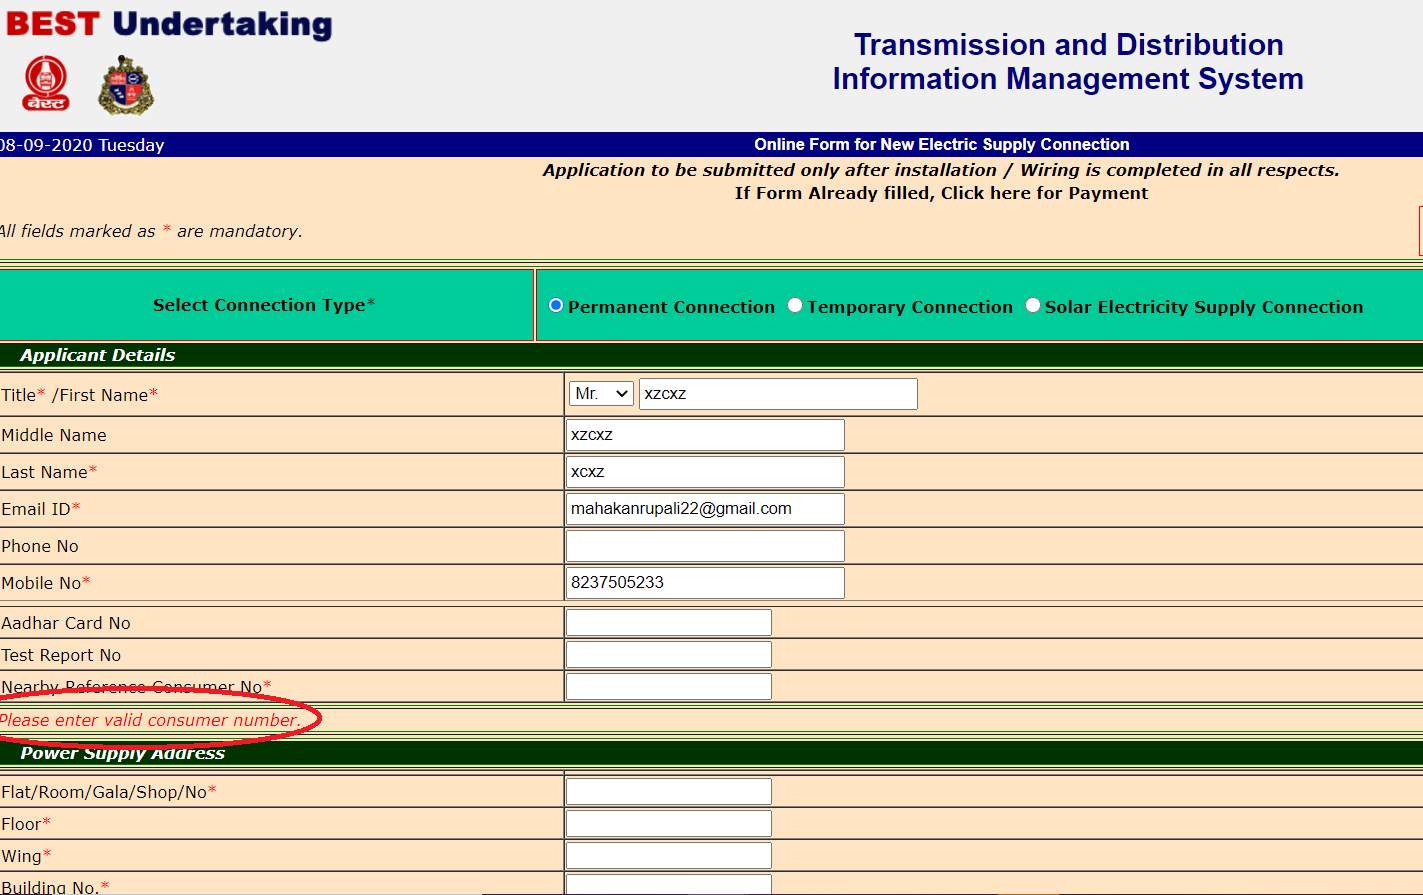 BEST Undertaking
बेस्ट
Transmission and Distribution
Information Management System
08-09-2020 Tuesday
Online Form for New Electric Supply Connection
Application to be submitted only after installation / Wiring is completed in all respects.
If Form Already filled, Click here for Payment
All fields marked as * are mandatory.
Select Connection Type*
Permanent Connection Temporary Connection Solar Electricity Supply Connection
Applicant Details
Title* /First Name* Mr. xzcxz
Middle Name xzcxz
Last Name* xcxz
Email ID* mahakanrupali22@gmail.com
Phone No
Mobile No* 8237505233
Aadhar Card No
Test Report No
Nearby Reference Consumer No*
Please enter valid consumer number.
Power Supply Address
Flat/Room/Gala/Shop/No*
Floor*
Wing*
Building No.*